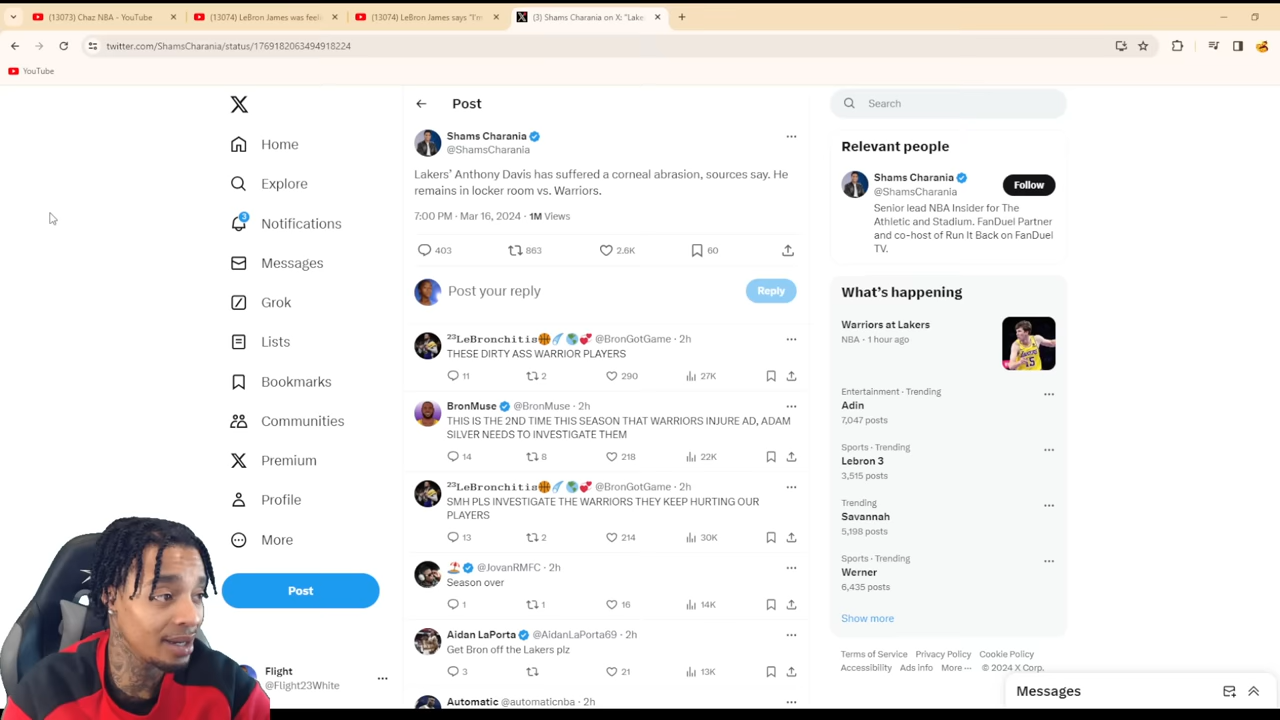 (13073) Chaz NBA - YouTube
(13074) LeBron James was feeli
(13074) LeBron James says "I'm
(3) Shams Charania on X: "Lake
twitter.com/ShamsCharania/status/1769182063494918224
YouTube
Home
Explore
3
Notifications
Messages
Grok
Lists
Bookmarks
Communities
Premium
Profile
More
Post
Flight
@Flight23White
Post
Shams Charania
@ShamsCharania
Lakers' Anthony Davis has suffered a corneal abrasion, sources say. He
remains in locker room vs. Warriors.
7:00 PM · Mar 16, 2024 · 1M Views
403 863 2.6K 60
Post your reply
Reply
²³𝙻𝚎𝙱𝚛𝚘𝚗𝚌𝚑𝚒𝚝𝚒𝚜 @BronGotGame · 2h
THESE DIRTY ASS WARRIOR PLAYERS
11 2 290 27K
BronMuse @BronMuse · 2h
THIS IS THE 2ND TIME THIS SEASON THAT WARRIORS INJURE AD, ADAM
SILVER NEEDS TO INVESTIGATE THEM
14 8 218 22K
²³𝙻𝚎𝙱𝚛𝚘𝚗𝚌𝚑𝚒𝚝𝚒𝚜 @BronGotGame · 2h
SMH PLS INVESTIGATE THE WARRIORS THEY KEEP HURTING OUR
PLAYERS
13 2 214 30K
@JovanRMFC · 2h
Season over
1 1 16 14K
Aidan LaPorta @AidanLaPorta69 · 2h
Get Bron off the Lakers plz
3 21 13K
Automatic @automaticnba · 2h
Search
Relevant people
Shams Charania
@ShamsCharania
Follow
Senior lead NBA Insider for The
Athletic and Stadium. FanDuel Partner
and co-host of Run It Back on FanDuel
TV.
What's happening
Warriors at Lakers
NBA · 1 hour ago
Entertainment · Trending
Adin
7,047 posts
Sports · Trending
Lebron 3
3,515 posts
Trending
Savannah
5,198 posts
Sports · Trending
Werner
6,435 posts
Show more
Terms of Service Privacy Policy Cookie Policy
Accessibility Ads info More ··· © 2024 X Corp.
Messages